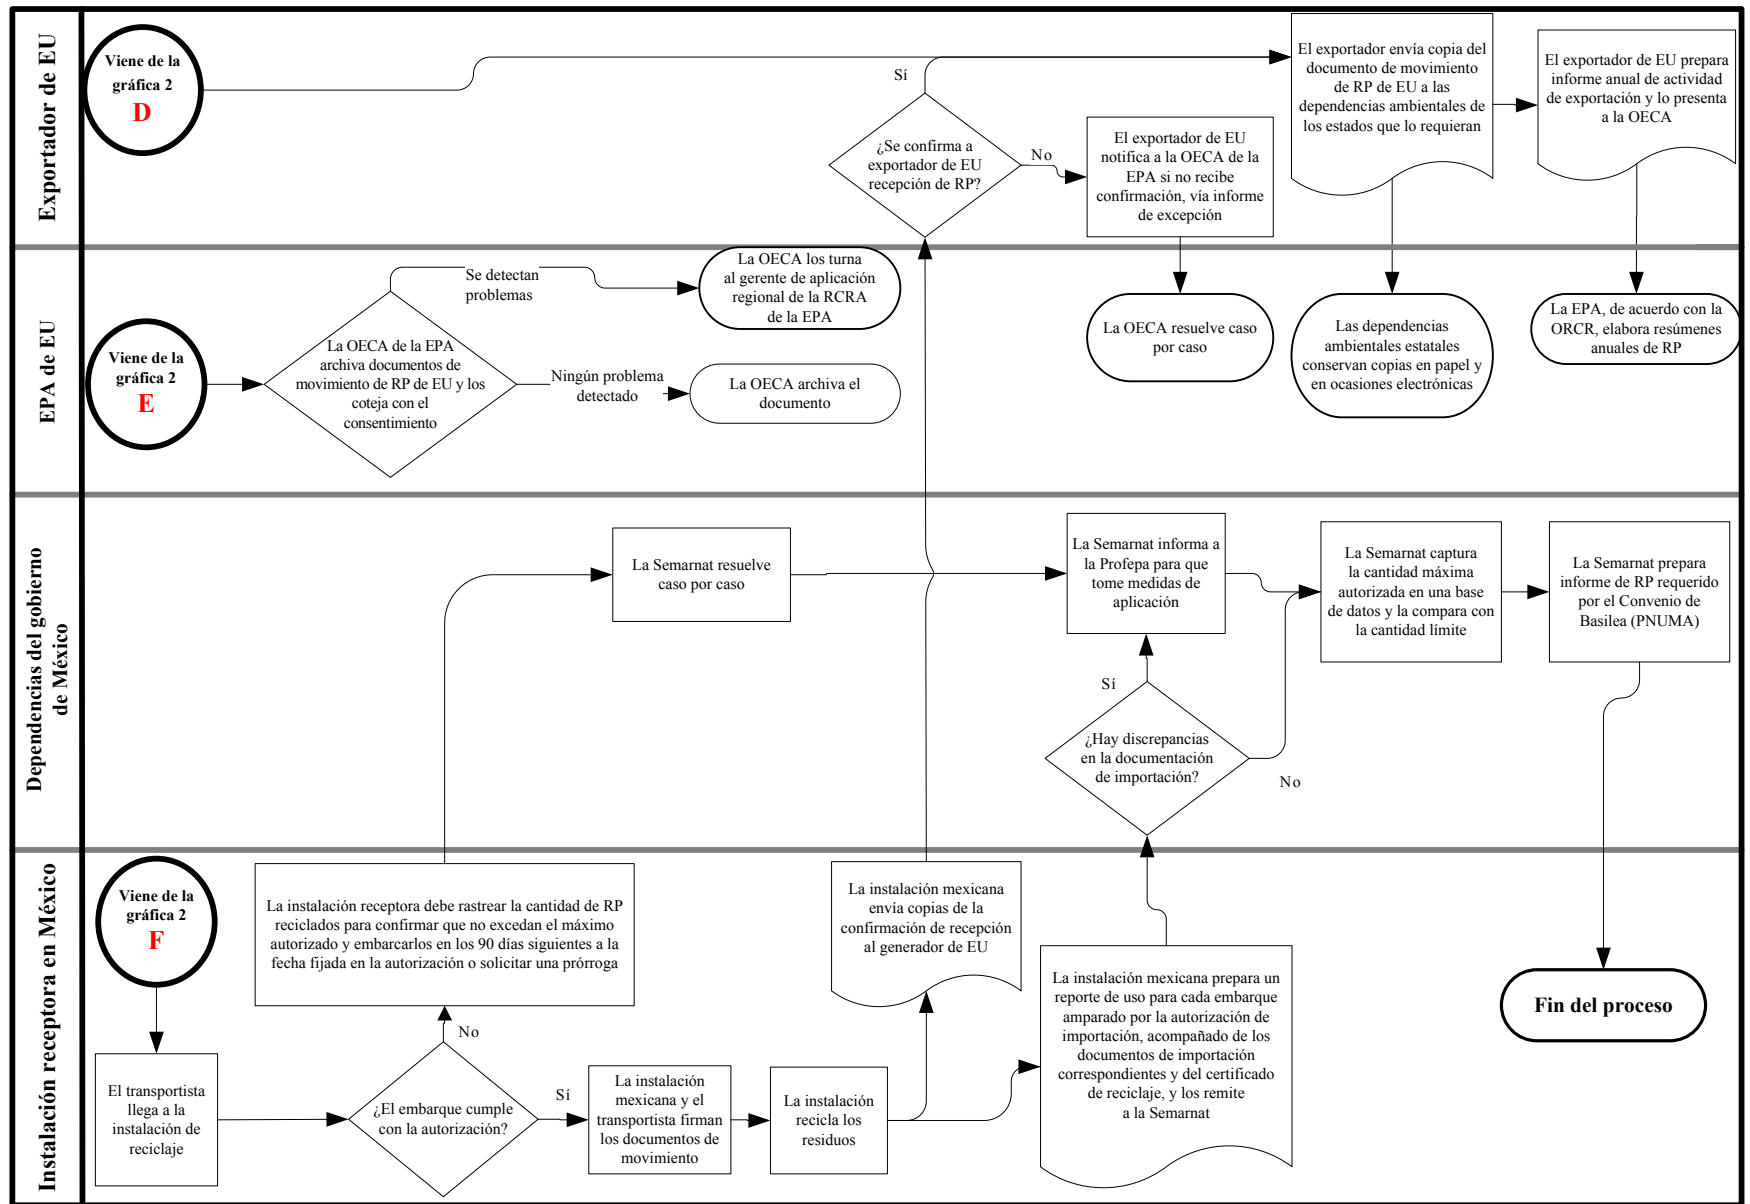 Exportador de EU
Viene de la
gráfica 2
D
Sí
¿Se confirma a
exportador de EU
recepción de RP?
No
El exportador de EU
notifica a la OECA de la
EPA si no recibe
confirmación, vía informe
de excepción
El exportador envía copia del
documento de movimiento
de RP de EU a las
dependencias ambientales de
los estados que lo requieran
El exportador de EU prepara
informe anual de actividad
de exportación y lo presenta
a la OECA
EPA de EU
Viene de la
gráfica 2
E
La OECA de la EPA
archiva documentos de
movimiento de RP de EU y los
coteja con el
consentimiento
Se detectan
problemas
La OECA los turna
al gerente de aplicación
regional de la RCRA
de la EPA
Ningún problema
detectado
La OECA archiva el
documento
La OECA resuelve caso
por caso
Las dependencias
ambientales estatales
conservan copias en papel y
en ocasiones electrónicas
La EPA, de acuerdo con la
ORCR, elabora resúmenes
anuales de RP
Dependencias del gobierno
de México
La Semarnat resuelve
caso por caso
La Semarnat informa a
la Profepa para que
tome medidas de
aplicación
Sí
¿Hay discrepancias
en la documentación
de importación?
No
La Semarnat captura
la cantidad máxima
autorizada en una base
de datos y la compara con
la cantidad límite
La Semarnat prepara
informe de RP requerido
por el Convenio de
Basilea (PNUMA)
Instalación receptora en México
Viene de la
gráfica 2
F
El transportista
llega a la
instalación de
reciclaje
La instalación receptora debe rastrear la cantidad de RP
reciclados para confirmar que no excedan el máximo
autorizado y embarcarlos en los 90 días siguientes a la
fecha fijada en la autorización o solicitar una prórroga
No
¿El embarque cumple
con la autorización?
Sí
La instalación
mexicana y el
transportista firman
los documentos de
movimiento
La instalación
recicla los
residuos
La instalación mexicana
envía copias de la
confirmación de recepción
al generador de EU
La instalación mexicana prepara un
reporte de uso para cada embarque
amparado por la autorización de
importación, acompañado de los
documentos de importación
correspondientes y del certificado
de reciclaje, y los remite
a la Semarnat
Fin del proceso